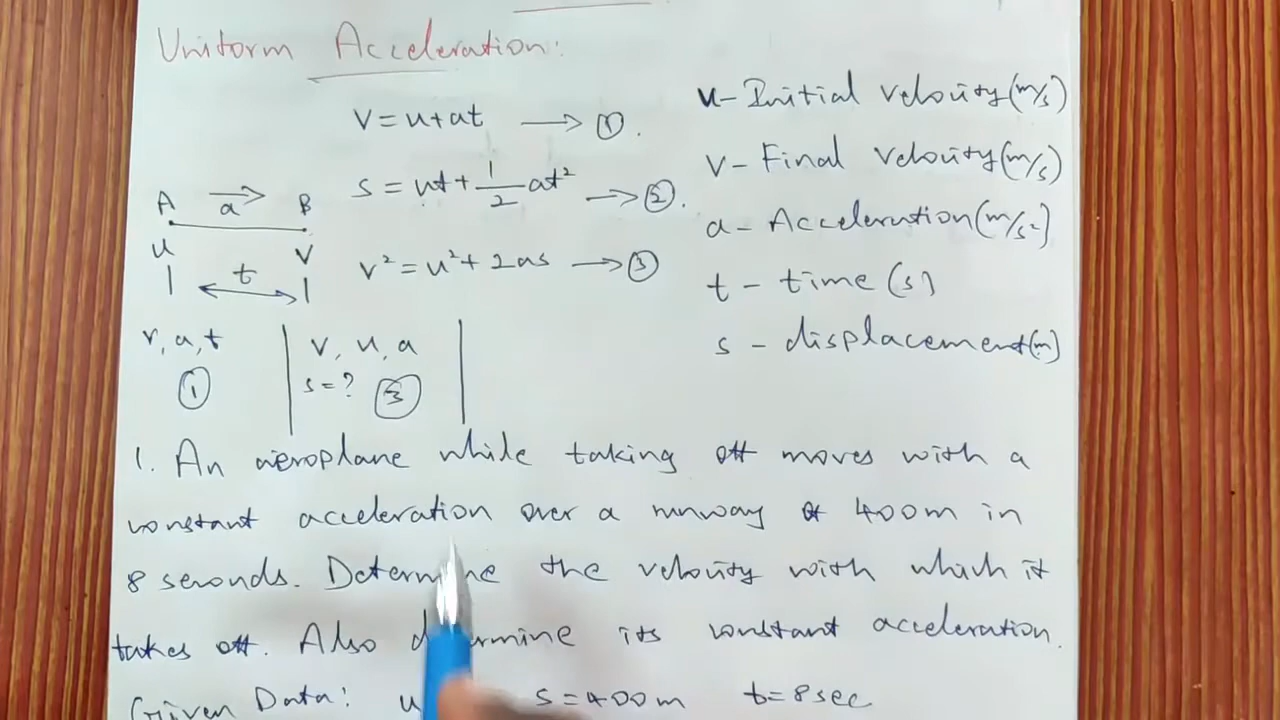 Uniform Acceleration:
v = u + at → ①.
s = ut + 1/2 at² → ②.
v² = u² + 2as → ③
u - Initial velocity (m/s)
v - Final velocity (m/s)
a - Acceleration (m/s²)
t - time (s)
s - displacement (m)
A a → B
u v
t
v, u, t
①
v, u, a
s = ? ③
1. An aeroplane while taking off moves with a
constant acceleration over a runway of 400m in
8 seconds. Determine the velocity with which it
takes off. Also determine its constant acceleration.
Given Data: u s = 400m t = 8 sec